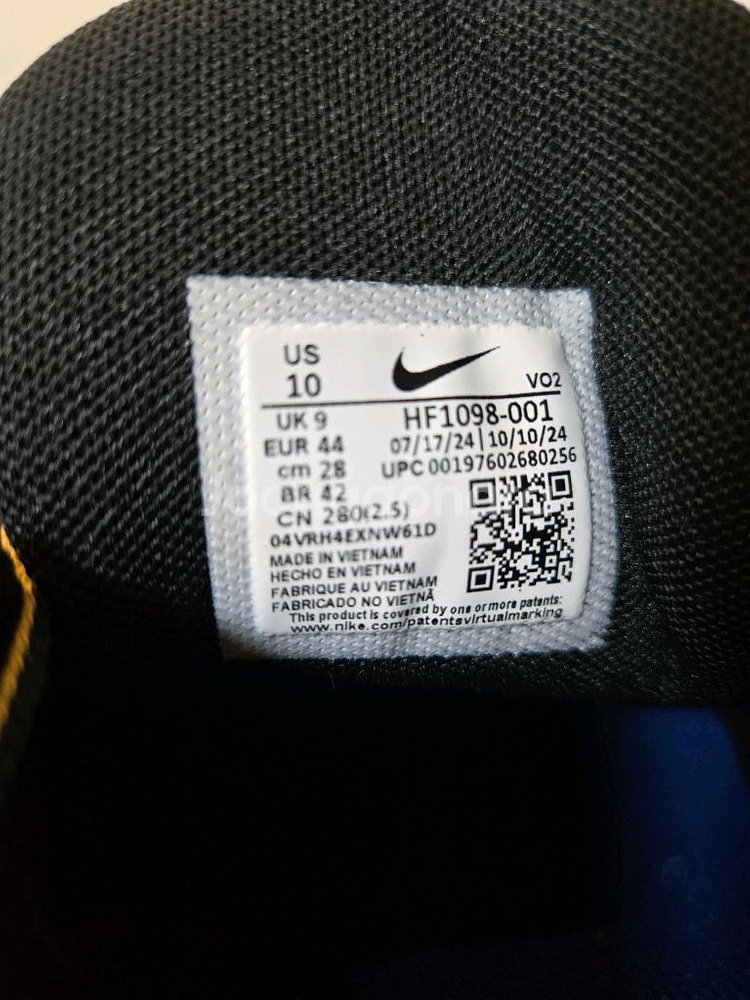 US
10
VO2
UK 9
HF1098-001
EUR 44
07/17/24|10/10/24
cm 28
UPC 00197602680256
BR 42
CN 280(2.5)
04VRH4EXNW61D
MADE IN VIETNAM
HECHO EN VIETNAM
FABRIQUE AU VIETNAM
FABRICADO NO VIETNÃ
This product is covered by one or more patents:
www.nike.com/patentsvirtualmarking